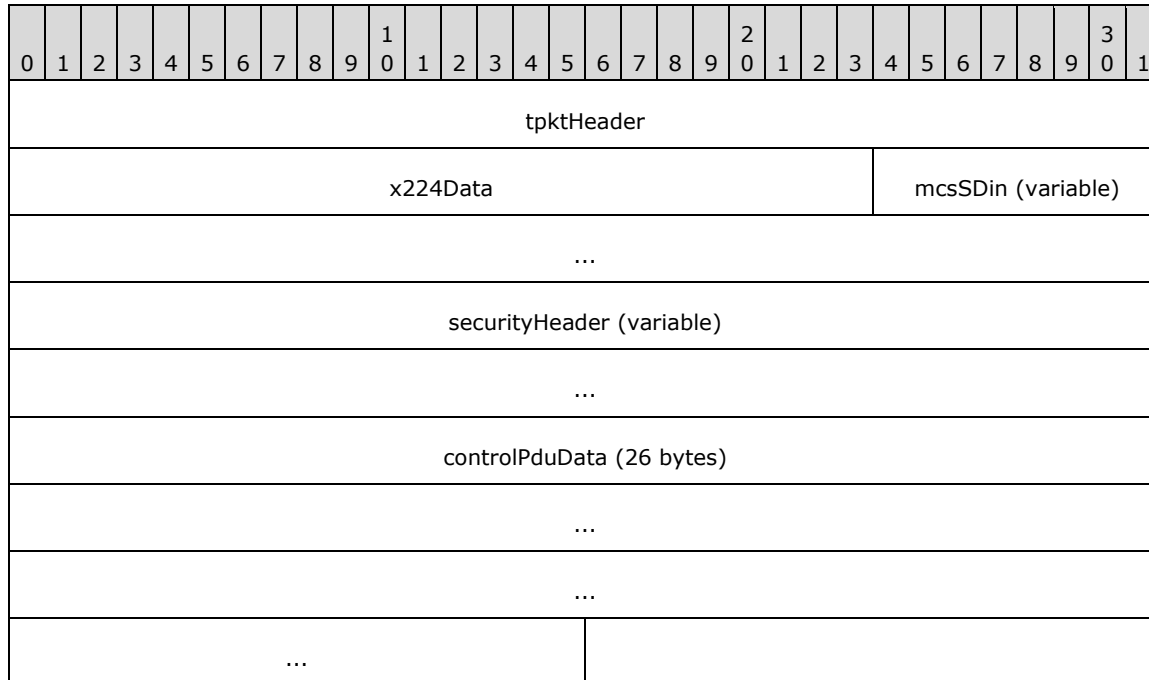 1 2 3
0 1 2 3 4 5 6 7 8 9 0 1 2 3 4 5 6 7 8 9 0 1 2 3 4 5 6 7 8 9 0 1
tpktHeader
x224Data mcsSDin (variable)
...
securityHeader (variable)
...
controlPduData (26 bytes)
...
...
...